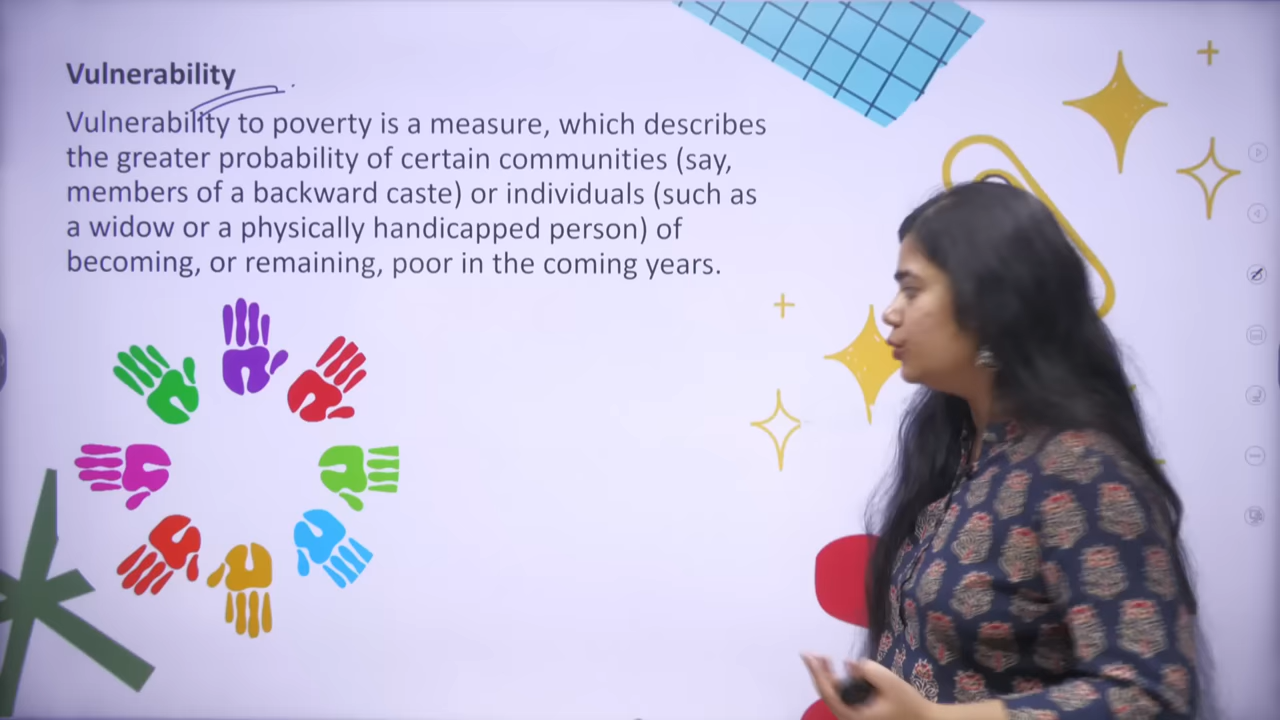 Vulnerability
Vulnerability to poverty is a measure, which describes
the greater probability of certain communities (say,
members of a backward caste) or individuals (such as
a widow or a physically handicapped person) of
becoming, or remaining, poor in the coming years.